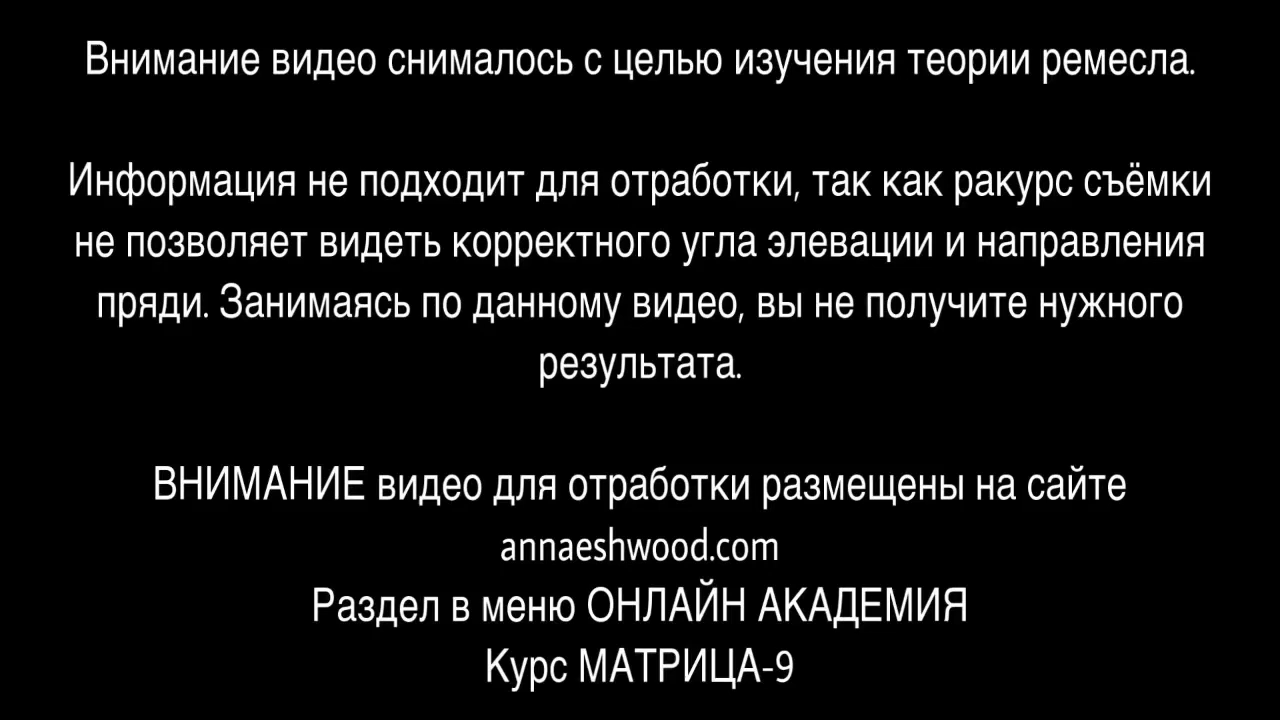 Внимание видео снималось с целью изучения теории ремесла.
Информация не подходит для отработки, так как ракурс съёмки
не позволяет видеть корректного угла элевации и направления
пряди. Занимаясь по данному видео, вы не получите нужного
результата.
ВНИМАНИЕ видео для отработки размещены на сайте
annaeshwood.com
Раздел в меню ОНЛАЙН АКАДЕМИЯ
Курс МАТРИЦА-9